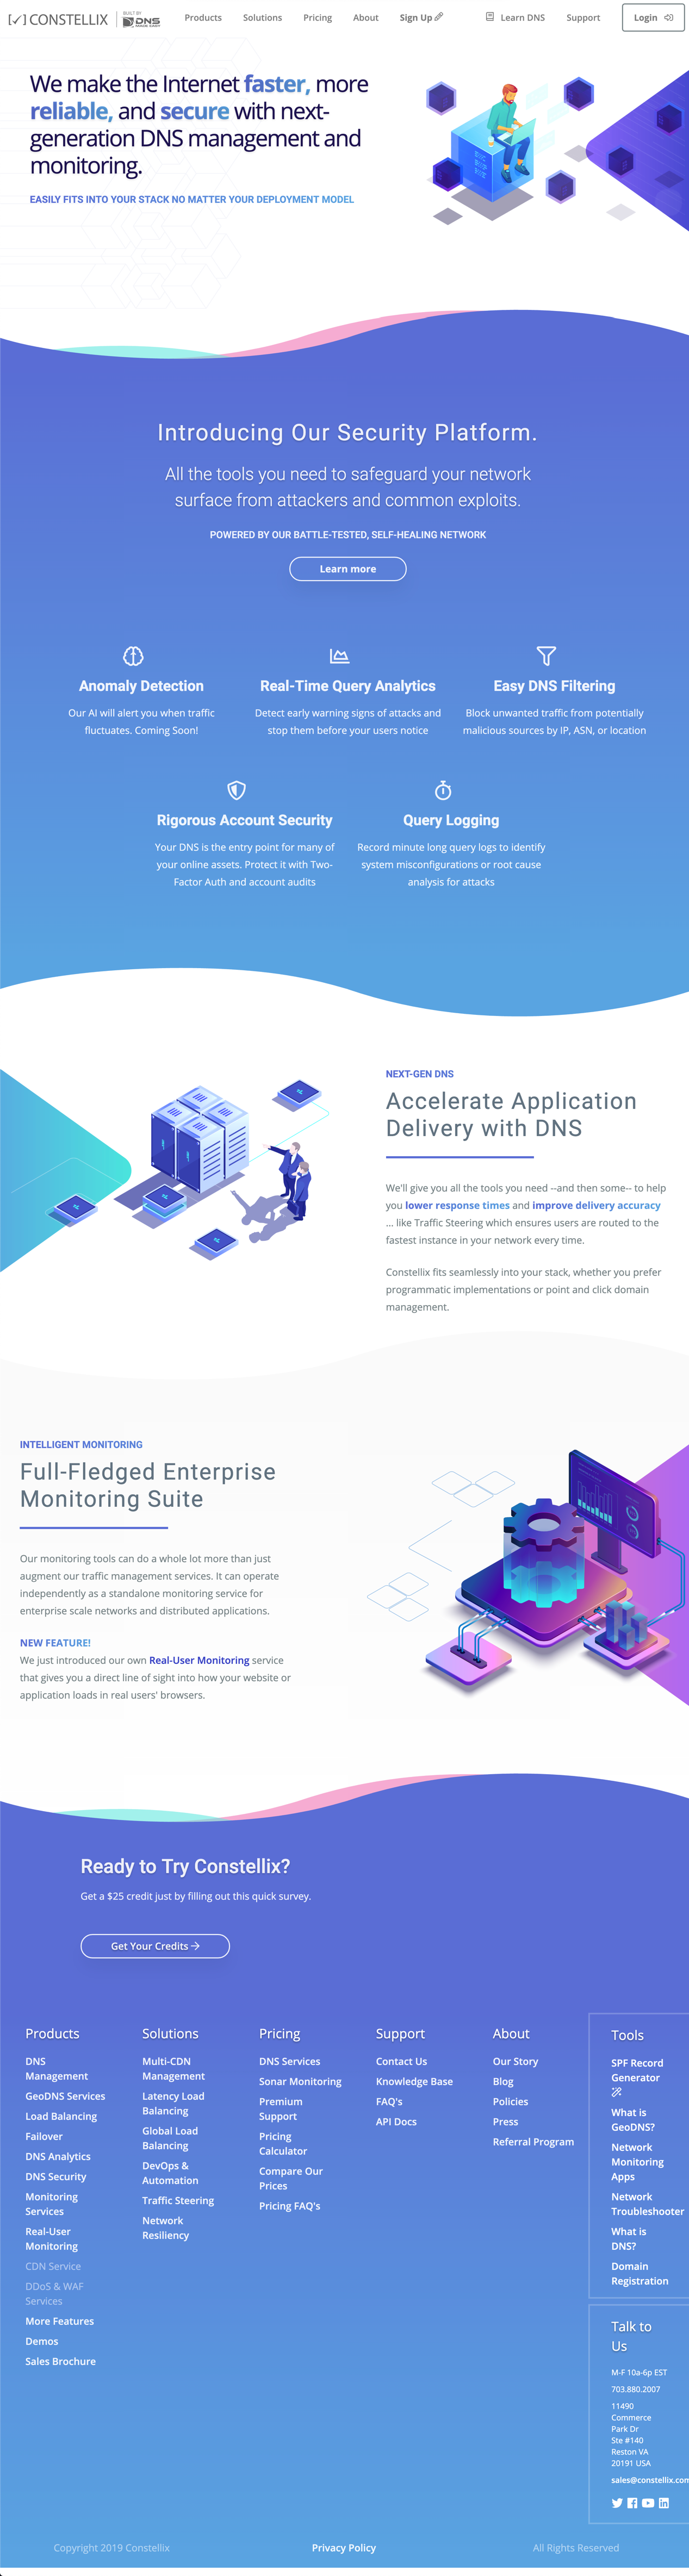 [✓] CONSTELLIX BUILT BY DNS MADE EASY Products Solutions Pricing About Sign Up Learn DNS Support Login
We make the Internet faster, more
reliable, and secure with next-
generation DNS management and
monitoring.
EASILY FITS INTO YOUR STACK NO MATTER YOUR DEPLOYMENT MODEL
Introducing Our Security Platform.
All the tools you need to safeguard your network
surface from attackers and common exploits.
POWERED BY OUR BATTLE-TESTED, SELF-HEALING NETWORK
Learn more
Anomaly Detection
Our AI will alert you when traffic
fluctuates. Coming Soon!
Real-Time Query Analytics
Detect early warning signs of attacks and
stop them before your users notice
Easy DNS Filtering
Block unwanted traffic from potentially
malicious sources by IP, ASN, or location
Rigorous Account Security
Your DNS is the entry point for many of
your online assets. Protect it with Two-
Factor Auth and account audits
Query Logging
Record minute long query logs to identify
system misconfigurations or root cause
analysis for attacks
NEXT-GEN DNS
Accelerate Application
Delivery with DNS
We'll give you all the tools you need --and then some-- to help
you lower response times and improve delivery accuracy
... like Traffic Steering which ensures users are routed to the
fastest instance in your network every time.
Constellix fits seamlessly into your stack, whether you prefer
programmatic implementations or point and click domain
management.
INTELLIGENT MONITORING
Full-Fledged Enterprise
Monitoring Suite
Our monitoring tools can do a whole lot more than just
augment our traffic management services. It can operate
independently as a standalone monitoring service for
enterprise scale networks and distributed applications.
NEW FEATURE!
We just introduced our own Real-User Monitoring service
that gives you a direct line of sight into how your website or
application loads in real users' browsers.
Ready to Try Constellix?
Get a $25 credit just by filling out this quick survey.
Get Your Credits →
Products
DNS
Management
GeoDNS Services
Load Balancing
Failover
DNS Analytics
DNS Security
Monitoring
Services
Real-User
Monitoring
CDN Service
DDoS & WAF
Services
More Features
Demos
Sales Brochure
Solutions
Multi-CDN
Management
Latency Load
Balancing
Global Load
Balancing
DevOps &
Automation
Traffic Steering
Network
Resiliency
Pricing
DNS Services
Sonar Monitoring
Premium
Support
Pricing
Calculator
Compare Our
Prices
Pricing FAQ's
Support
Contact Us
Knowledge Base
FAQ's
API Docs
About
Our Story
Blog
Policies
Press
Referral Program
Tools
SPF Record
Generator
What is
GeoDNS?
Network
Monitoring
Apps
Network
Troubleshooter
What is
DNS?
Domain
Registration
Talk to
Us
M-F 10a-6p EST
703.880.2007
11490
Commerce
Park Dr
Ste #140
Reston VA
20191 USA
sales@constellix.com
Copyright 2019 Constellix Privacy Policy All Rights Reserved